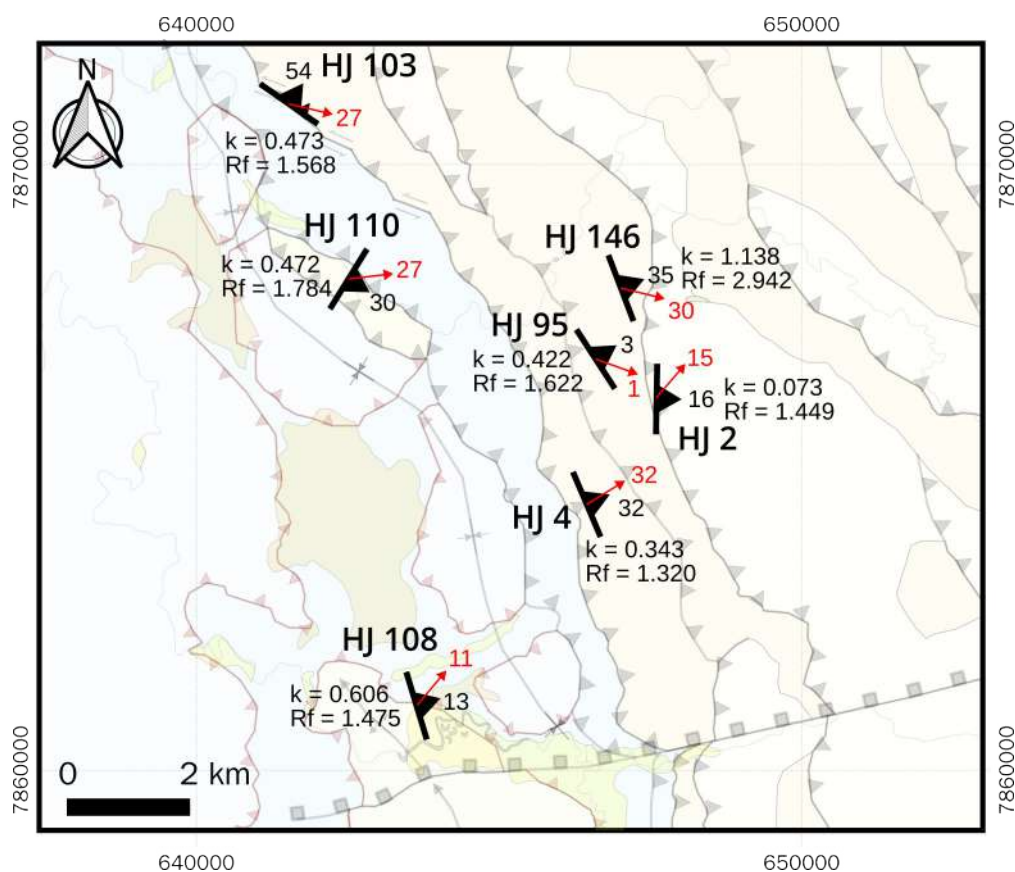 640000
650000
N
54
HJ 103
27
k = 0.473
Rf = 1.568
7870000
7870000
HJ 110
k = 0.472
Rf = 1.784
27
30
HJ 146
k = 1.138
Rf = 2.942
35
30
HJ 95
3
k = 0.422
Rf = 1.622
1
15
k = 0.073
Rf = 1.449
16
HJ 2
32
HJ 4
32
k = 0.343
Rf = 1.320
HJ 108
11
k = 0.606
Rf = 1.475
13
0
2 km
7860000
7860000
640000
650000